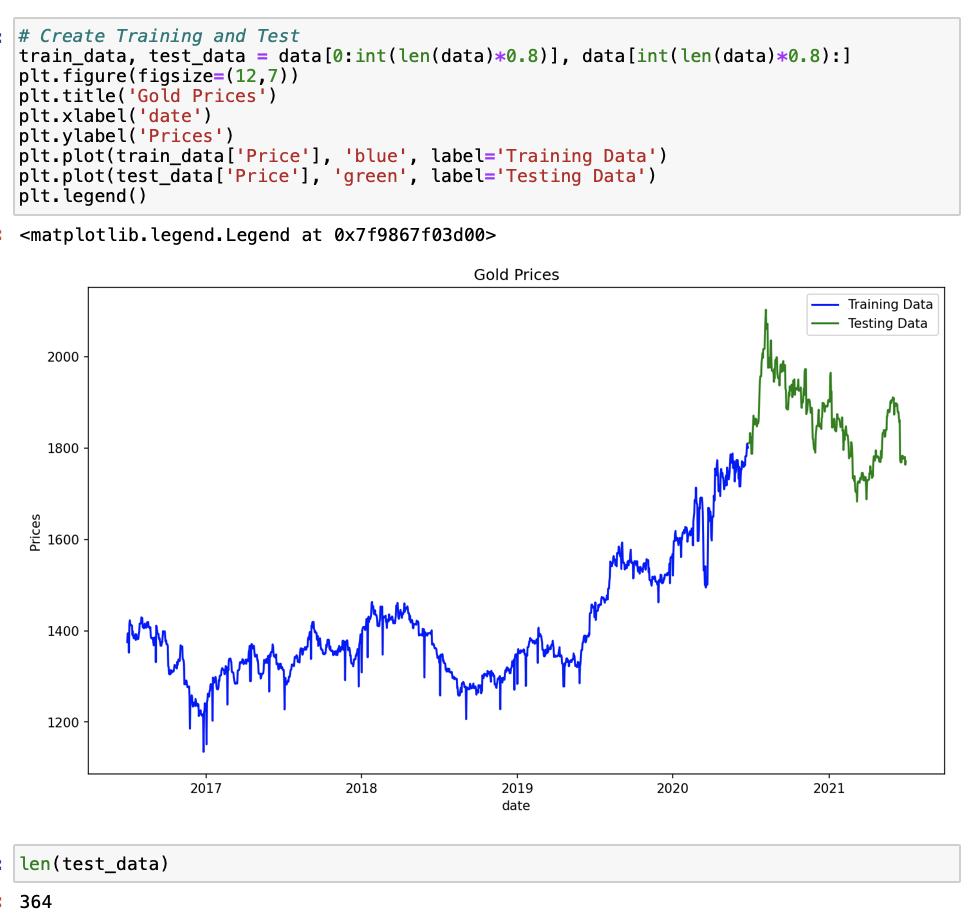 # Create Training and Test
train_data, test_data = data[0:int(len(data)*0.8)], data[int(len(data)*0.8):]
plt.figure(figsize=(12,7))
plt.title('Gold Prices')
plt.xlabel('date')
plt.ylabel('Prices')
plt.plot(train_data['Price'], 'blue', label='Training Data')
plt.plot(test_data['Price'], 'green', label='Testing Data')
plt.legend()
<matplotlib.legend.Legend at 0x7f9867f03d00>
Gold Prices
Training Data
Testing Data
2000
1800
1600
1400
1200
Prices
2017 2018 2019 2020 2021
date
len(test_data)
364